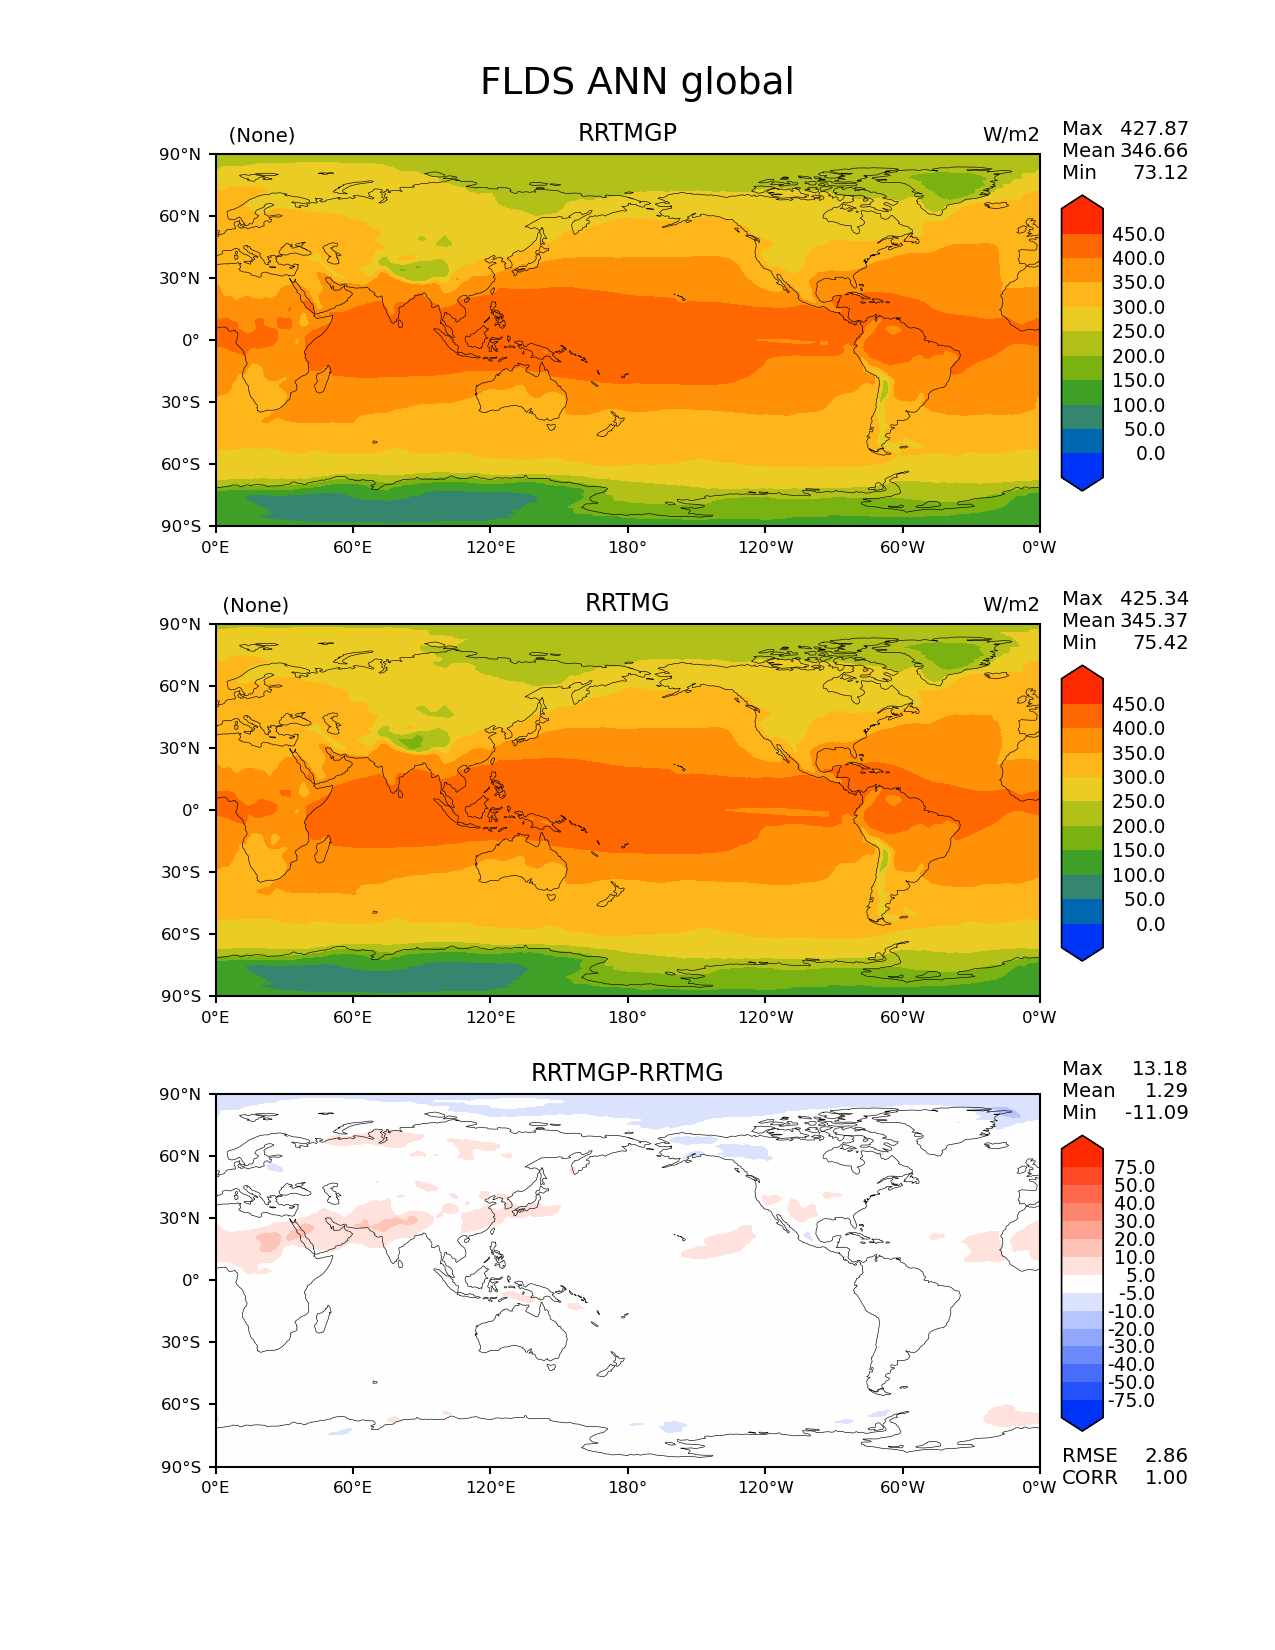 FLDS ANN global
(None) RRTMGP W/m2
Max 427.87
Mean 346.66
Min 73.12
90°N
60°N
30°N
0°
30°S
60°S
90°S
0°E 60°E 120°E 180° 120°W 60°W 0°W
450.0
400.0
350.0
300.0
250.0
200.0
150.0
100.0
50.0
0.0
(None) RRTMG W/m2
Max 425.34
Mean 345.37
Min 75.42
90°N
60°N
30°N
0°
30°S
60°S
90°S
0°E 60°E 120°E 180° 120°W 60°W 0°W
450.0
400.0
350.0
300.0
250.0
200.0
150.0
100.0
50.0
0.0
RRTMGP-RRTMG
Max 13.18
Mean 1.29
Min -11.09
90°N
60°N
30°N
0°
30°S
60°S
90°S
0°E 60°E 120°E 180° 120°W 60°W 0°W
75.0
50.0
40.0
30.0
20.0
10.0
5.0
-5.0
-10.0
-20.0
-30.0
-40.0
-50.0
-75.0
RMSE 2.86
CORR 1.00